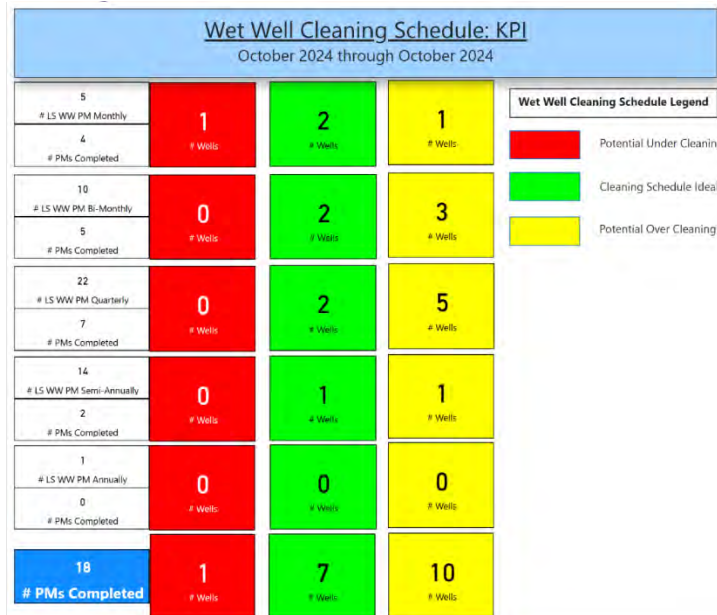 Wet Well Cleaning Schedule: KPI
October 2024 through October 2024
5
# LS WW PM Monthly
4
# PMs Completed
1
# Wells
2
# Wells
1
# Wells
Wet Well Cleaning Schedule Legend
Potential Under Cleanin
Cleaning Schedule Ideal
Potential Over Cleaning
10
# LS WW PM Bi-Monthly
5
# PMs Completed
0
# Wells
2
# Wells
3
# Wells
22
# LS WW PM Quarterly
7
# PMs Completed
0
# Wells
2
# Wells
5
# Wells
14
# LS WW PM Semi-Annually
2
# PMs Completed
0
# Wells
1
# Wells
1
# Wells
1
# LS WW PM Annually
0
# PMs Completed
0
# Wells
0
# Wells
0
# Wells
18
# PMs Completed
1
# Wells
7
# Wells
10
# Wells